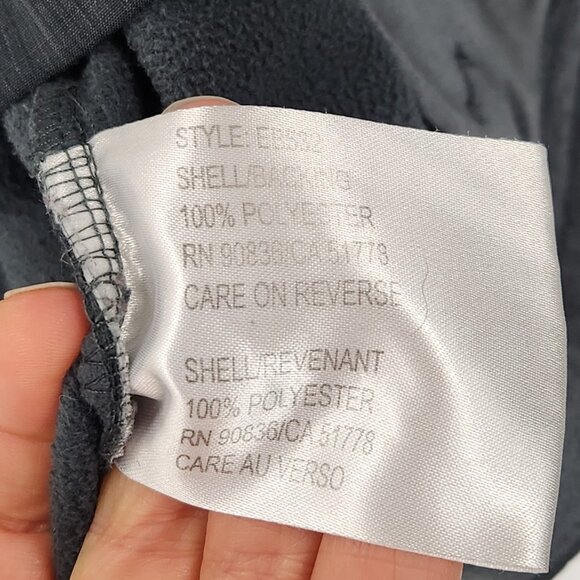 STYLE: EB532
SHELL/BACKING
100% POLYESTER
RN 90836/CA 51778
CARE ON REVERSE
SHELL/REVENANT
100% POLYESTER
RN 90836/CA 51778
CARE AU VERSO